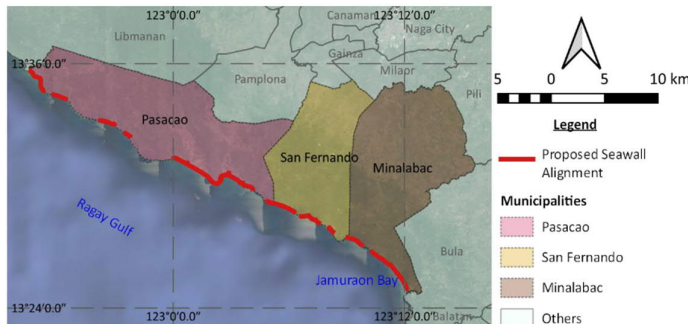 123°0'0.0"
123°12'0.0"
Canaman
Naga City
Libmanan
Gainza
13°36'0.0"
Milaor
Pamplona
Pili
Pasacao
San Fernando
Minalabac
Ragay Gulf
Bula
Jamuraon Bay
13°24'0.0"
123°0'0.0"
123°12'0.0"
Balatan
5 0 5 10 km
Legend
Proposed Seawall
Alignment
Municipalities
Pasacao
San Fernando
Minalabac
Others